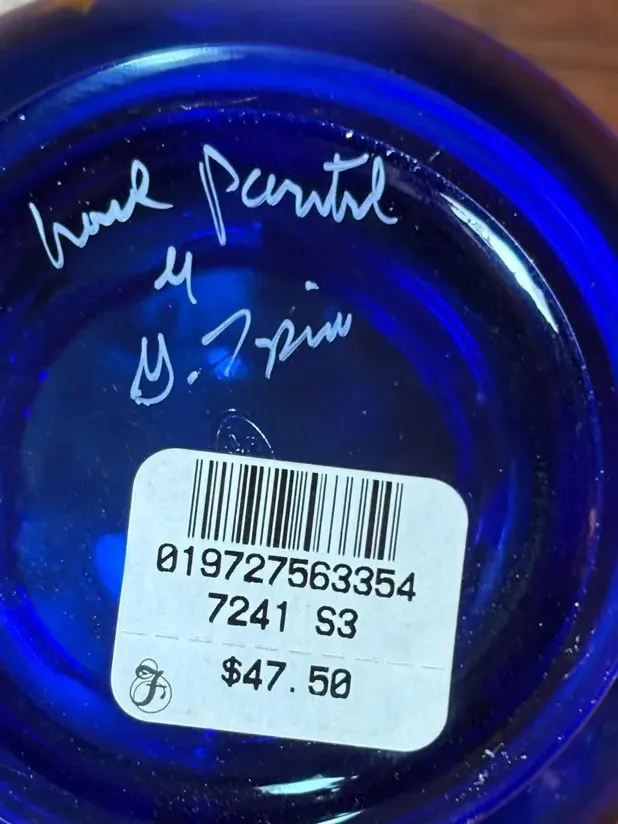 Hand Painted
by
019727563354
7241 S3
$47.50